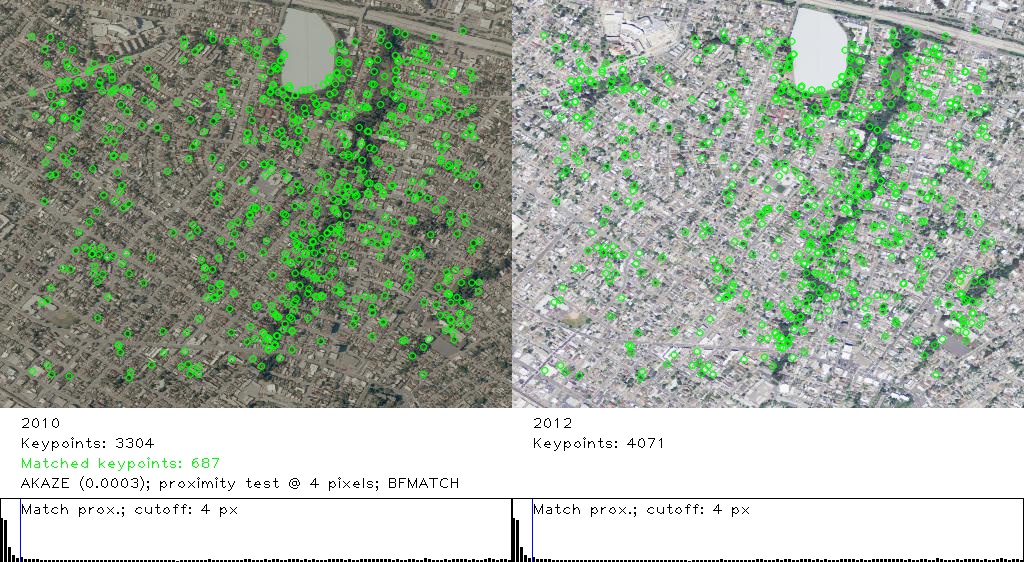 2010
Keypoints: 3304
Matched keypoints: 687
AKAZE (0.0003); proximity test @ 4 pixels; BFMATCH
2012
Keypoints: 4071
Match prox.; cutoff: 4 px
Match prox.; cutoff: 4 px